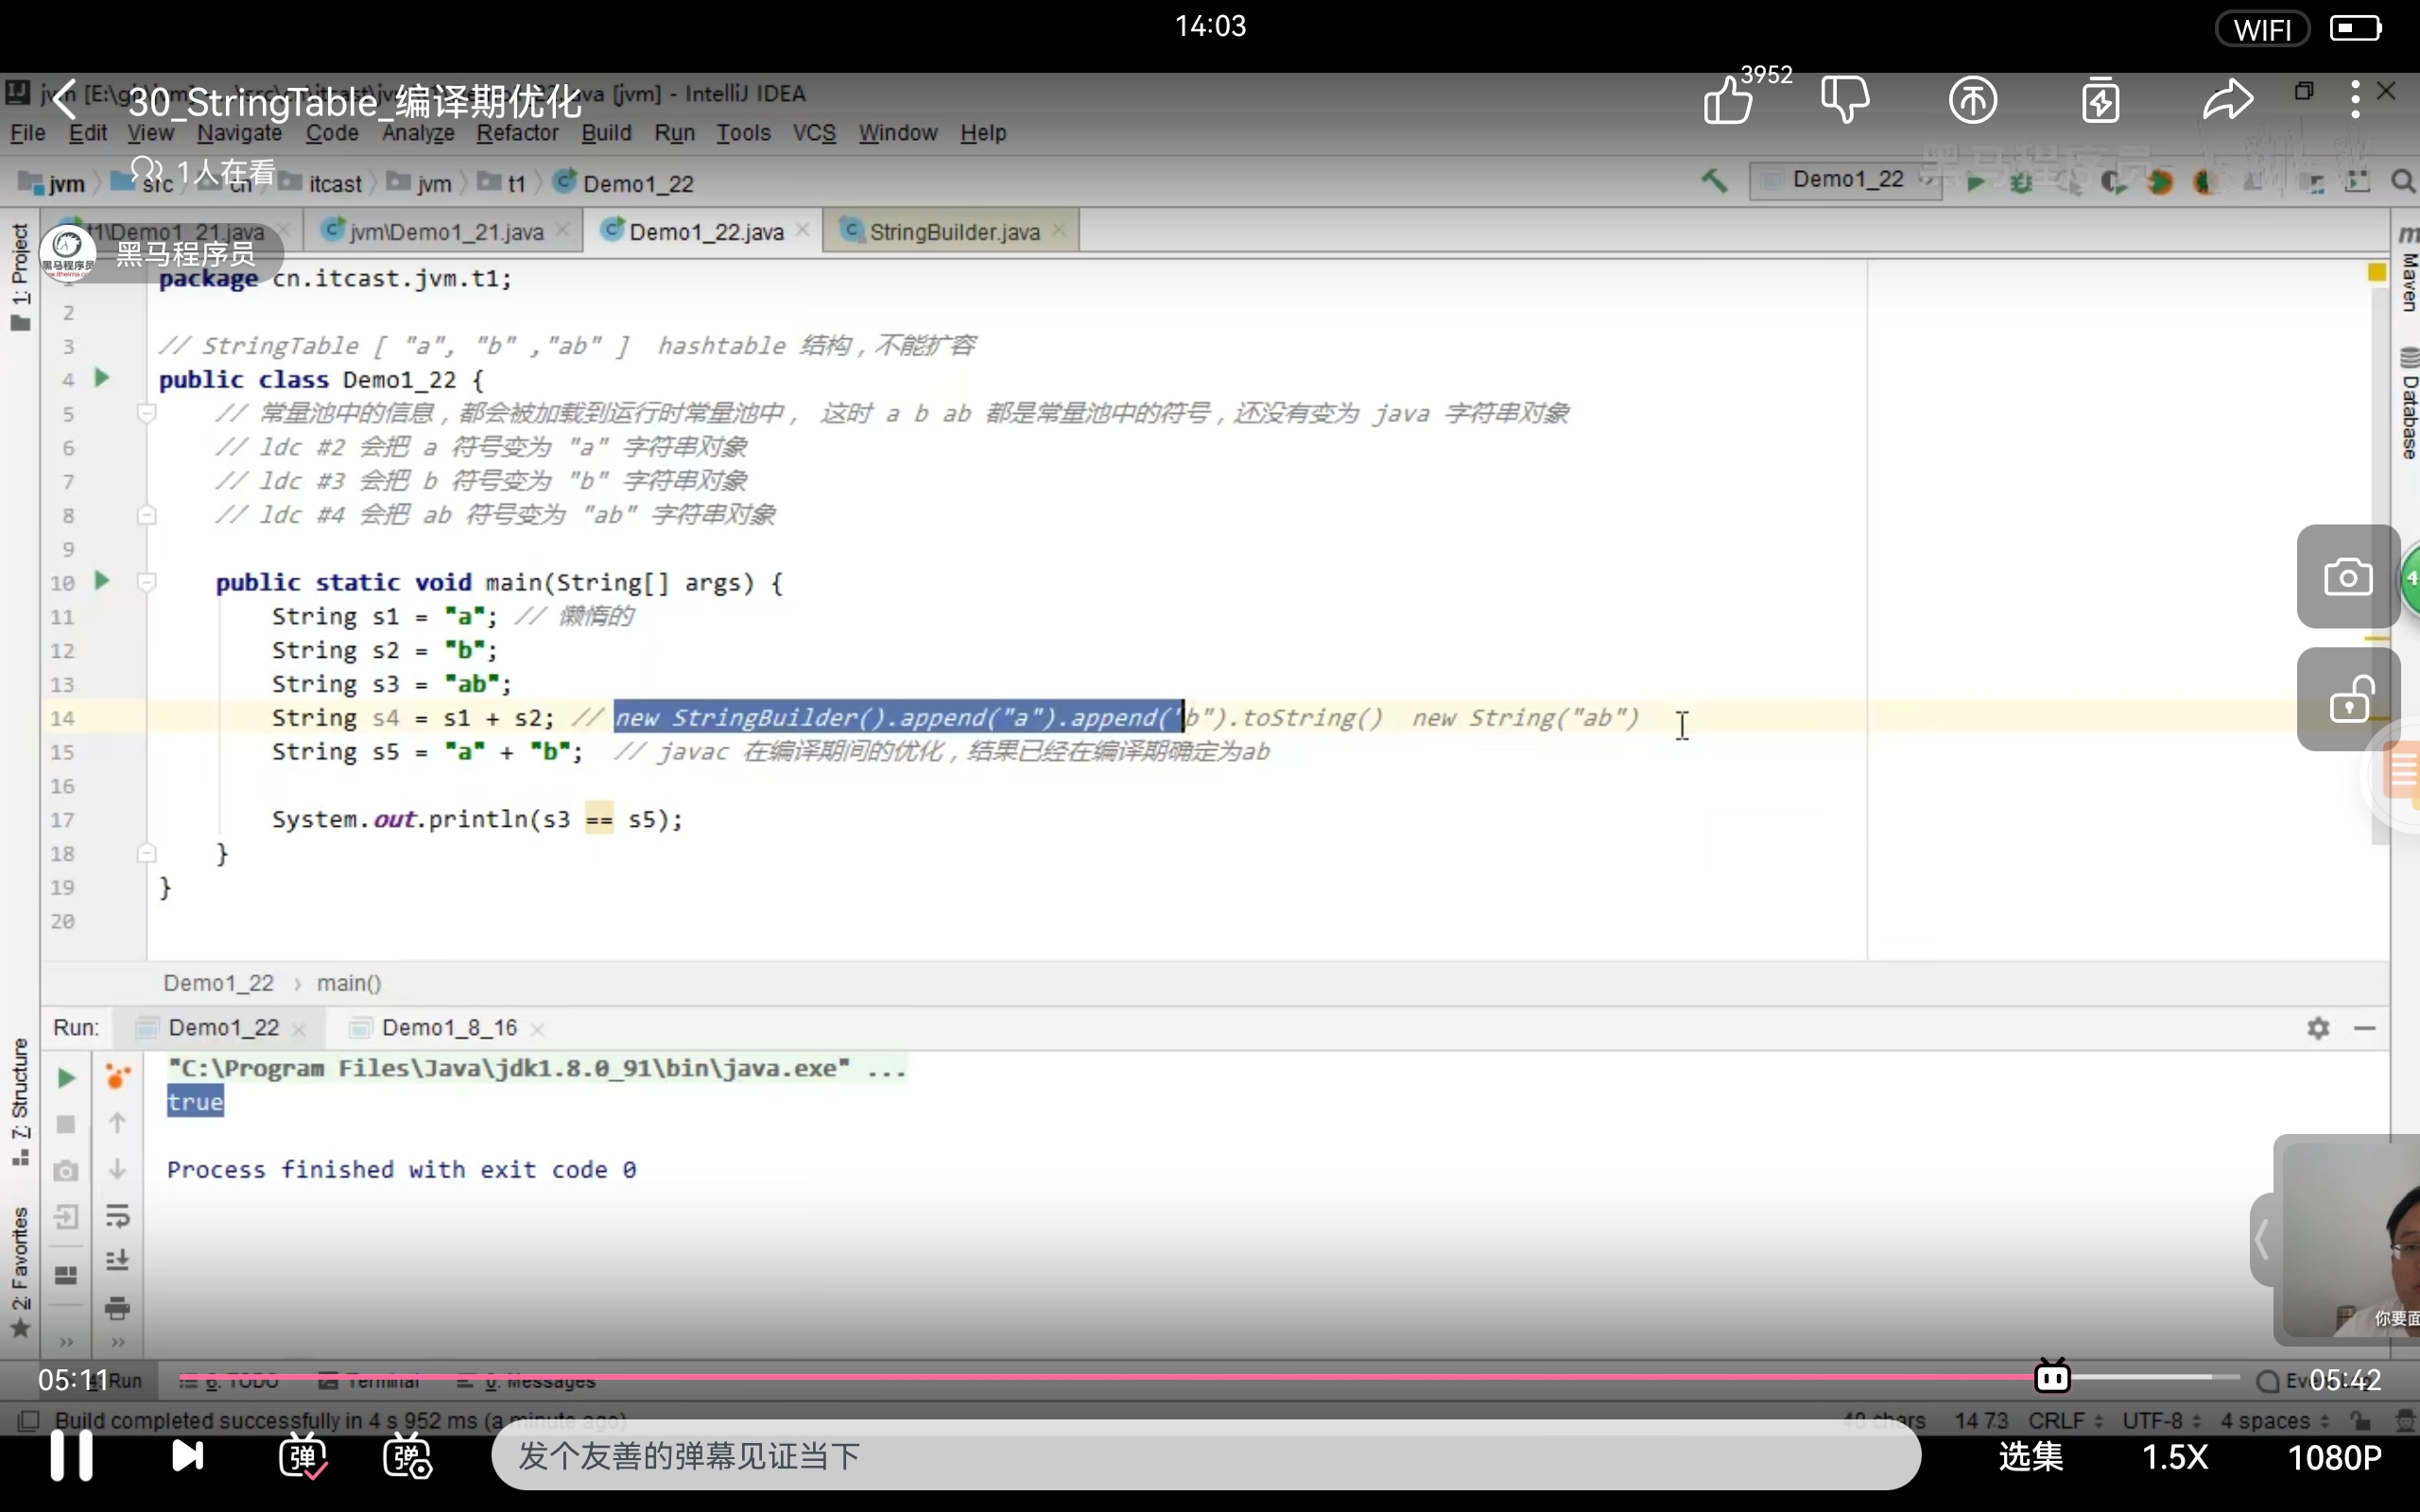 14:03
WIFI
30_StringTable_编译期优化
[jvm] - IntelliJ IDEA
3952
File Edit View Navigate Code Analyze Refactor Build Run Tools VCS Window Help
1人在看
jvm src cn itcast jvm t1 Demo1_22
Demo1_22
黑马程序员
t1\Demo1_21.java jvm\Demo1_21.java Demo1_22.java StringBuilder.java
黑马程序员
1: Project
Maven
Database
1 package cn.itcast.jvm.t1;
2
3 // StringTable [ "a", "b" ,"ab" ]  hashtable 结构，不能扩容
4 public class Demo1_22 {
5 // 常量池中的信息，都会被加载到运行时常量池中， 这时 a b ab 都是常量池中的符号，还没有变为 java 字符串对象
6 // ldc #2 会把 a 符号变为 "a" 字符串对象
7 // ldc #3 会把 b 符号变为 "b" 字符串对象
8 // ldc #4 会把 ab 符号变为 "ab" 字符串对象
9
10 public static void main(String[] args) {
11 String s1 = "a"; // 懒惰的
12 String s2 = "b";
13 String s3 = "ab";
14 String s4 = s1 + s2; // new StringBuilder().append("a").append("b").toString()  new String("ab")
15 String s5 = "a" + "b";  // javac 在编译期间的优化，结果已经在编译期确定为ab
16
17 System.out.println(s3 == s5);
18 }
19 }
20
Demo1_22 › main()
Run: Demo1_22 Demo1_8_16
7: Structure
2: Favorites
"C:\Program Files\Java\jdk1.8.0_91\bin\java.exe" ...
true
Process finished with exit code 0
你要面
05:11
Run 6: TODO Terminal 0: Messages
05:42
Build completed successfully in 4 s 952 ms (a minute ago)
40 chars 14:73 CRLF UTF-8 4 spaces
弹
弹
发个友善的弹幕见证当下
选集
1.5X
1080P